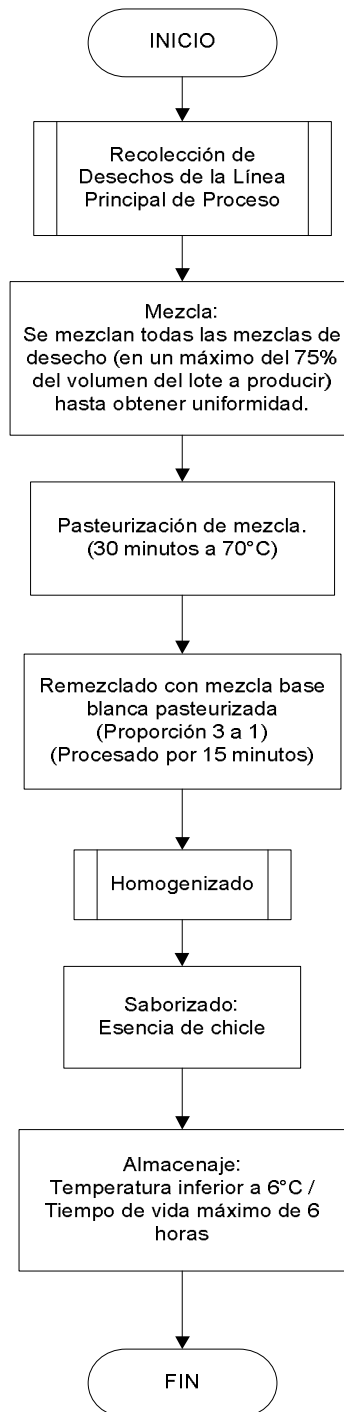 INICIO
Recolección de
Desechos de la Línea
Principal de Proceso
Mezcla:
Se mezclan todas las mezclas de
desecho (en un máximo del 75%
del volumen del lote a producir)
hasta obtener uniformidad.
Pasteurización de mezcla.
(30 minutos a 70°C)
Remezclado con mezcla base
blanca pasteurizada
(Proporción 3 a 1)
(Procesado por 15 minutos)
Homogenizado
Saborizado:
Esencia de chicle
Almacenaje:
Temperatura inferior a 6°C /
Tiempo de vida máximo de 6
horas
FIN